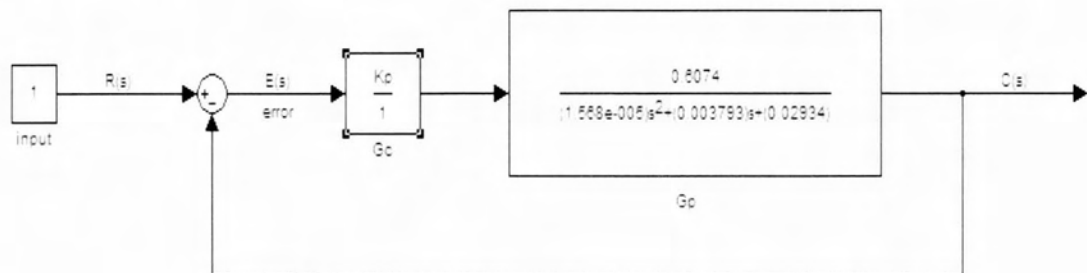 1
input
R(s)
+
-
E(s)
error
Kp
1
Gc
0.6074
(1.568e-005)s²+(0.003793)s+(0.02934)
Gp
C(s)